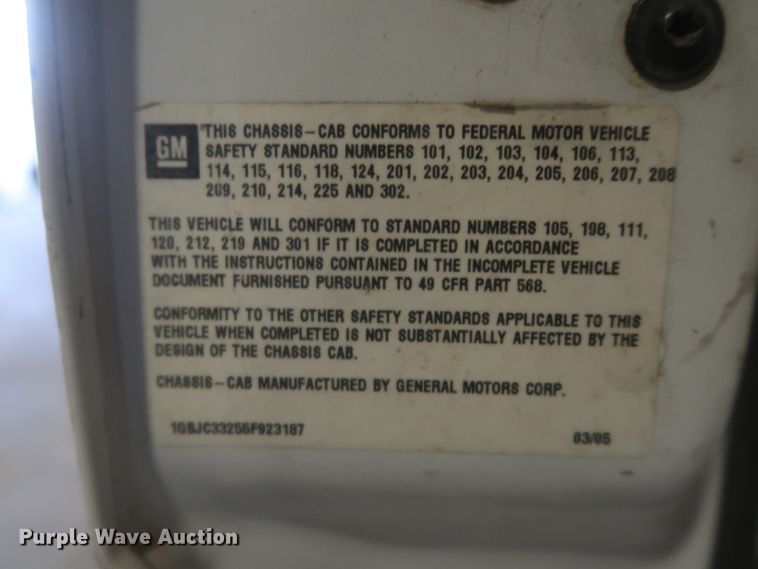 GM
THIS CHASSIS-CAB CONFORMS TO FEDERAL MOTOR VEHICLE
SAFETY STANDARD NUMBERS 101, 102, 103, 104, 106, 113,
114, 115, 116, 118, 124, 201, 202, 203, 204, 205, 206, 207, 208
209, 210, 214, 225 AND 302.
THIS VEHICLE WILL CONFORM TO STANDARD NUMBERS 105, 108, 111,
120, 212, 219 AND 301 IF IT IS COMPLETED IN ACCORDANCE
WITH THE INSTRUCTIONS CONTAINED IN THE INCOMPLETE VEHICLE
DOCUMENT FURNISHED PURSUANT TO 49 CFR PART 568.
CONFORMITY TO THE OTHER SAFETY STANDARDS APPLICABLE TO THIS
VEHICLE WHEN COMPLETED IS NOT SUBSTANTIALLY AFFECTED BY THE
DESIGN OF THE CHASSIS CAB.
CHASSIS-CAB MANUFACTURED BY GENERAL MOTORS CORP.
03/05
Purple Wave Auction